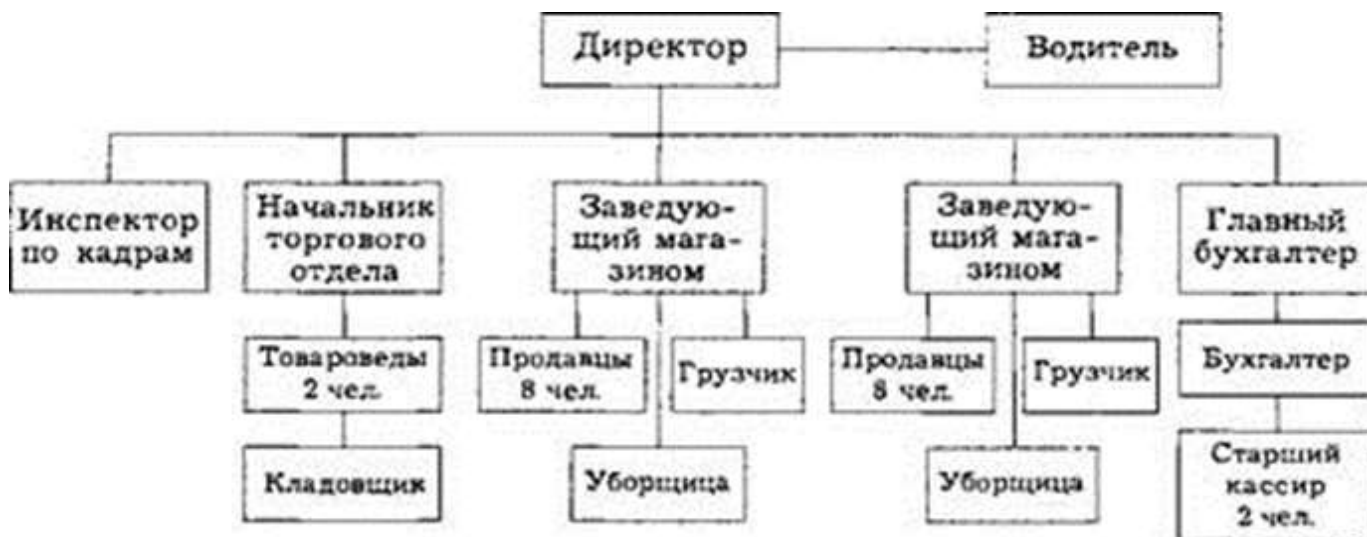 Директор
Водитель
Инспектор
по кадрам
Начальник
торгового
отдела
Заведую-
щий мага-
зином
Заведую-
щий мага-
зином
Главный
бухгалтер
Товароведы
2 чел.
Продавцы
8 чел.
Грузчик
Продавцы
8 чел.
Грузчик
Бухгалтер
Кладовщик
Уборщица
Уборщица
Старший
кассир
2 чел.